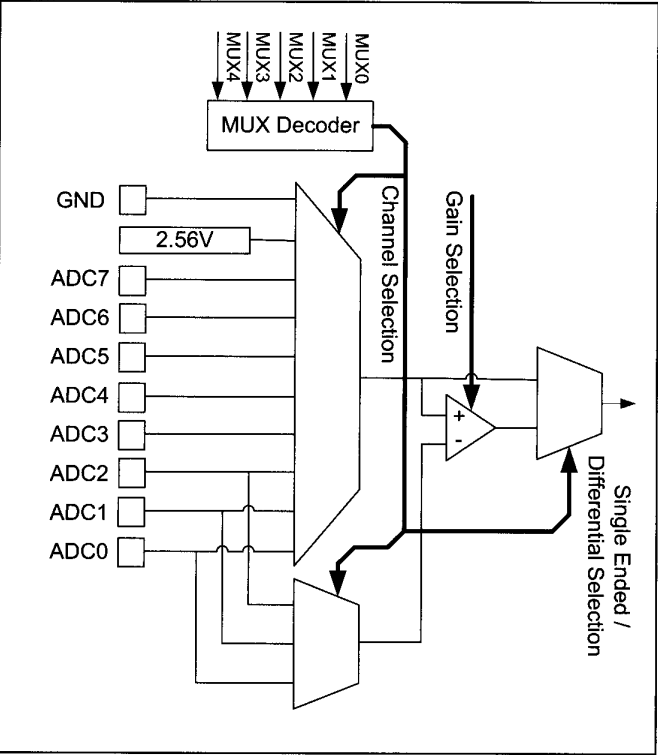 MUX4
MUX3
MUX2
MUX1
MUX0
MUX Decoder
GND
2.56V
ADC7
ADC6
ADC5
ADC4
ADC3
ADC2
ADC1
ADC0
Channel Selection
Gain Selection
+
-
Single Ended /
Differential Selection